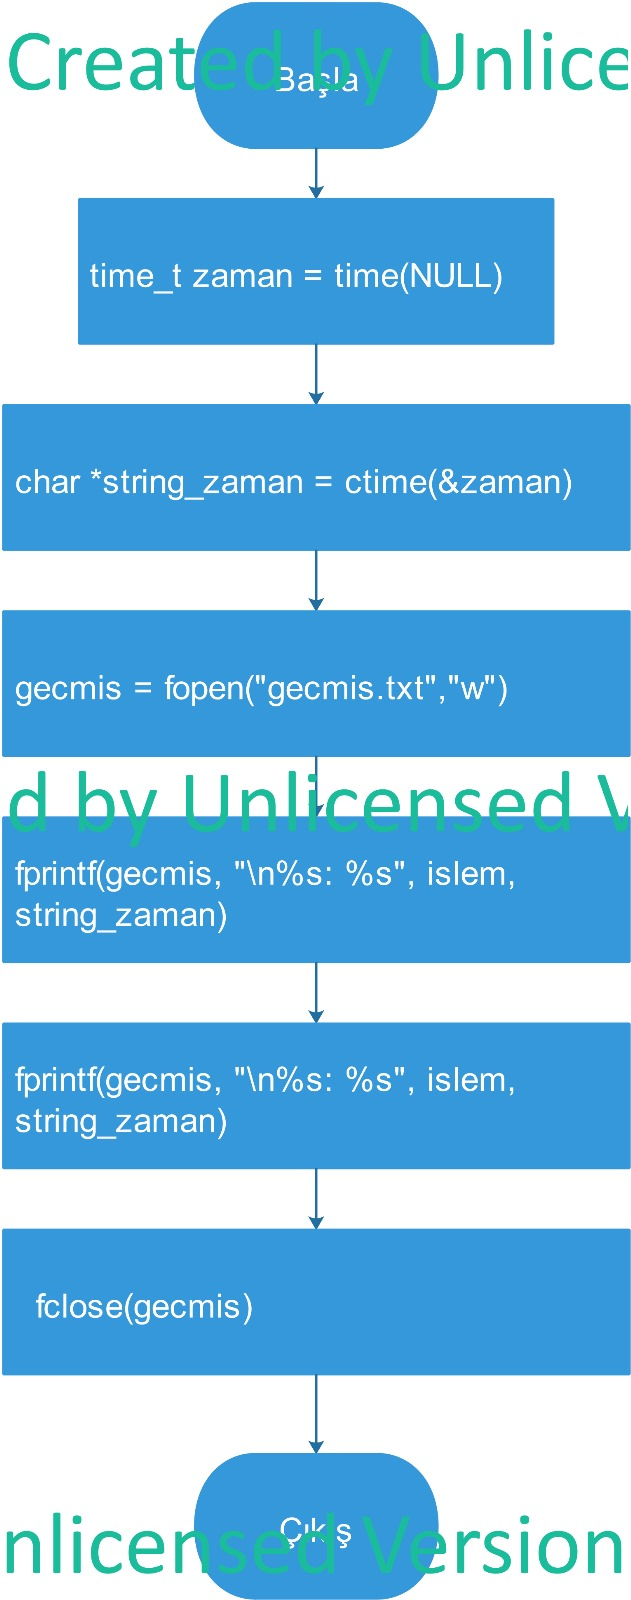 Created by Unlice
Başla
time_t zaman = time(NULL)
char *string_zaman = ctime(&zaman)
gecmis = fopen("gecmis.txt","w")
d by Unlicensed V
fprintf(gecmis, "\n%s: %s", islem,
string_zaman)
fprintf(gecmis, "\n%s: %s", islem,
string_zaman)
fclose(gecmis)
Çıkış
nlicensed Version